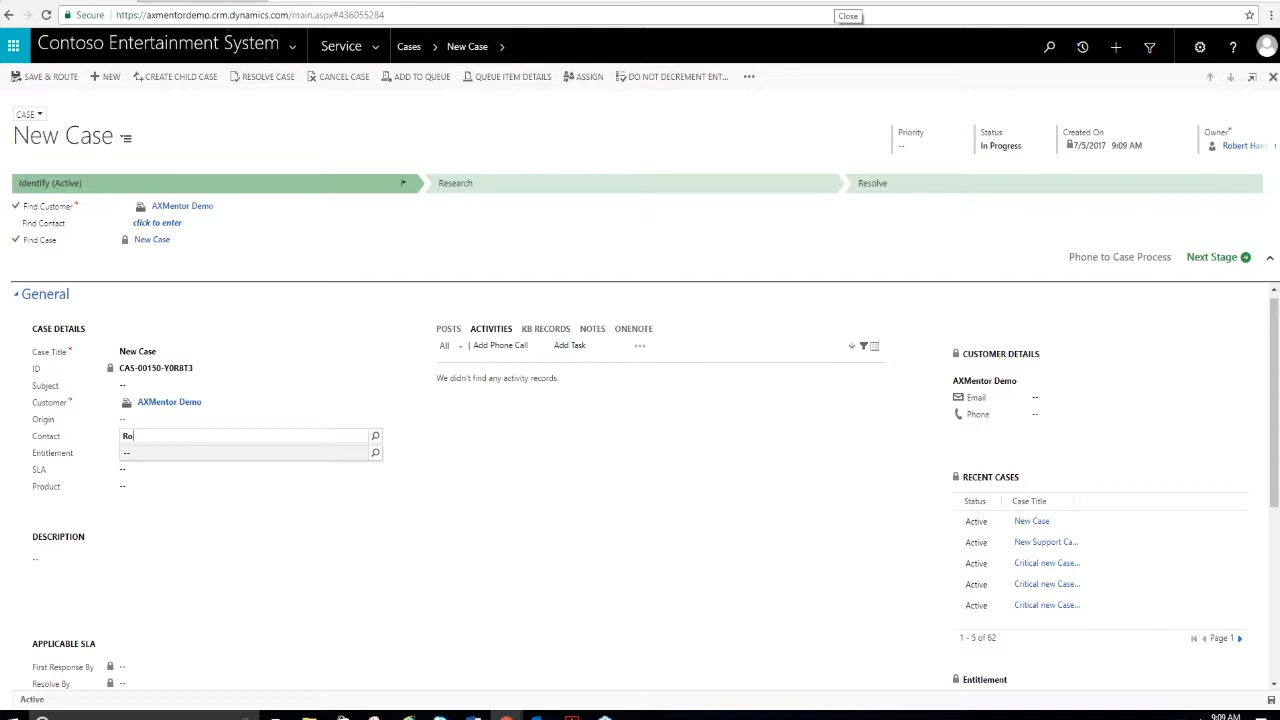 Secure https://axmentordemo.crm.dynamics.com/main.aspx#436055284
Close
Contoso Entertainment System Service Cases New Case
SAVE & ROUTE NEW CREATE CHILD CASE RESOLVE CASE CANCEL CASE ADD TO QUEUE QUEUE ITEM DETAILS ASSIGN DO NOT DECREMENT ENT... •••
CASE
New Case
Priority
--
Status
In Progress
Created On
7/5/2017 9:09 AM
Owner*
Robert Har
Identify (Active) Research Resolve
Find Customer* AXMentor Demo
Find Contact click to enter
Find Case New Case
Phone to Case Process Next Stage
General
CASE DETAILS
Case Title* New Case
ID CAS-00150-Y0R8T3
Subject --
Customer* AXMentor Demo
Origin --
Contact Ro
Entitlement --
SLA --
Product --
DESCRIPTION
--
APPLICABLE SLA
First Response By --
Resolve By --
POSTS ACTIVITIES KB RECORDS NOTES ONENOTE
All | Add Phone Call Add Task •••
We didn't find any activity records.
CUSTOMER DETAILS
AXMentor Demo
Email --
Phone --
RECENT CASES
Status Case Title
Active New Case
Active New Support Ca...
Active Critical new Case...
Active Critical new Case...
Active Critical new Case...
1 - 5 of 62 Page 1
Entitlement
Active
9:09 AM